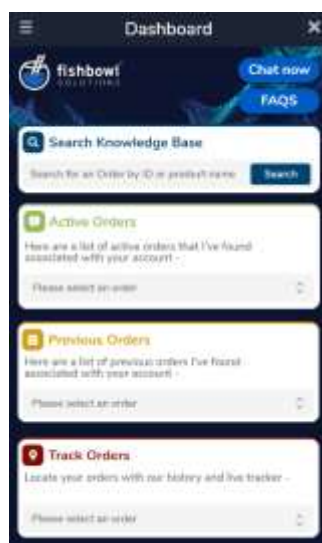 Dashboard
fishbowl
SOLUTIONS
Chat now
FAQS
Search Knowledge Base
Search for an Order by ID or product name
Search
Active Orders
Here are a list of active orders that I've found
associated with your account -
Please select an order
Previous Orders
Here are a list of previous orders I've found
associated with your account -
Please select an order
Track Orders
Locate your orders with our history and live tracker -
Please select an order